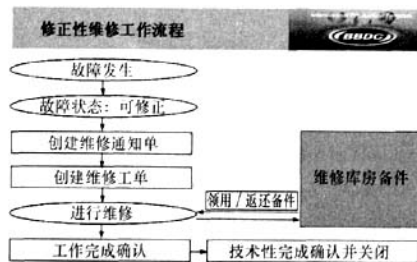 修正性维修工作流程
BBDC
故障发生
故障状态：可修正
创建维修通知单
创建维修工单
维修库房备件
领用/返还备件
进行维修
工作完成确认
技术性完成确认并关闭